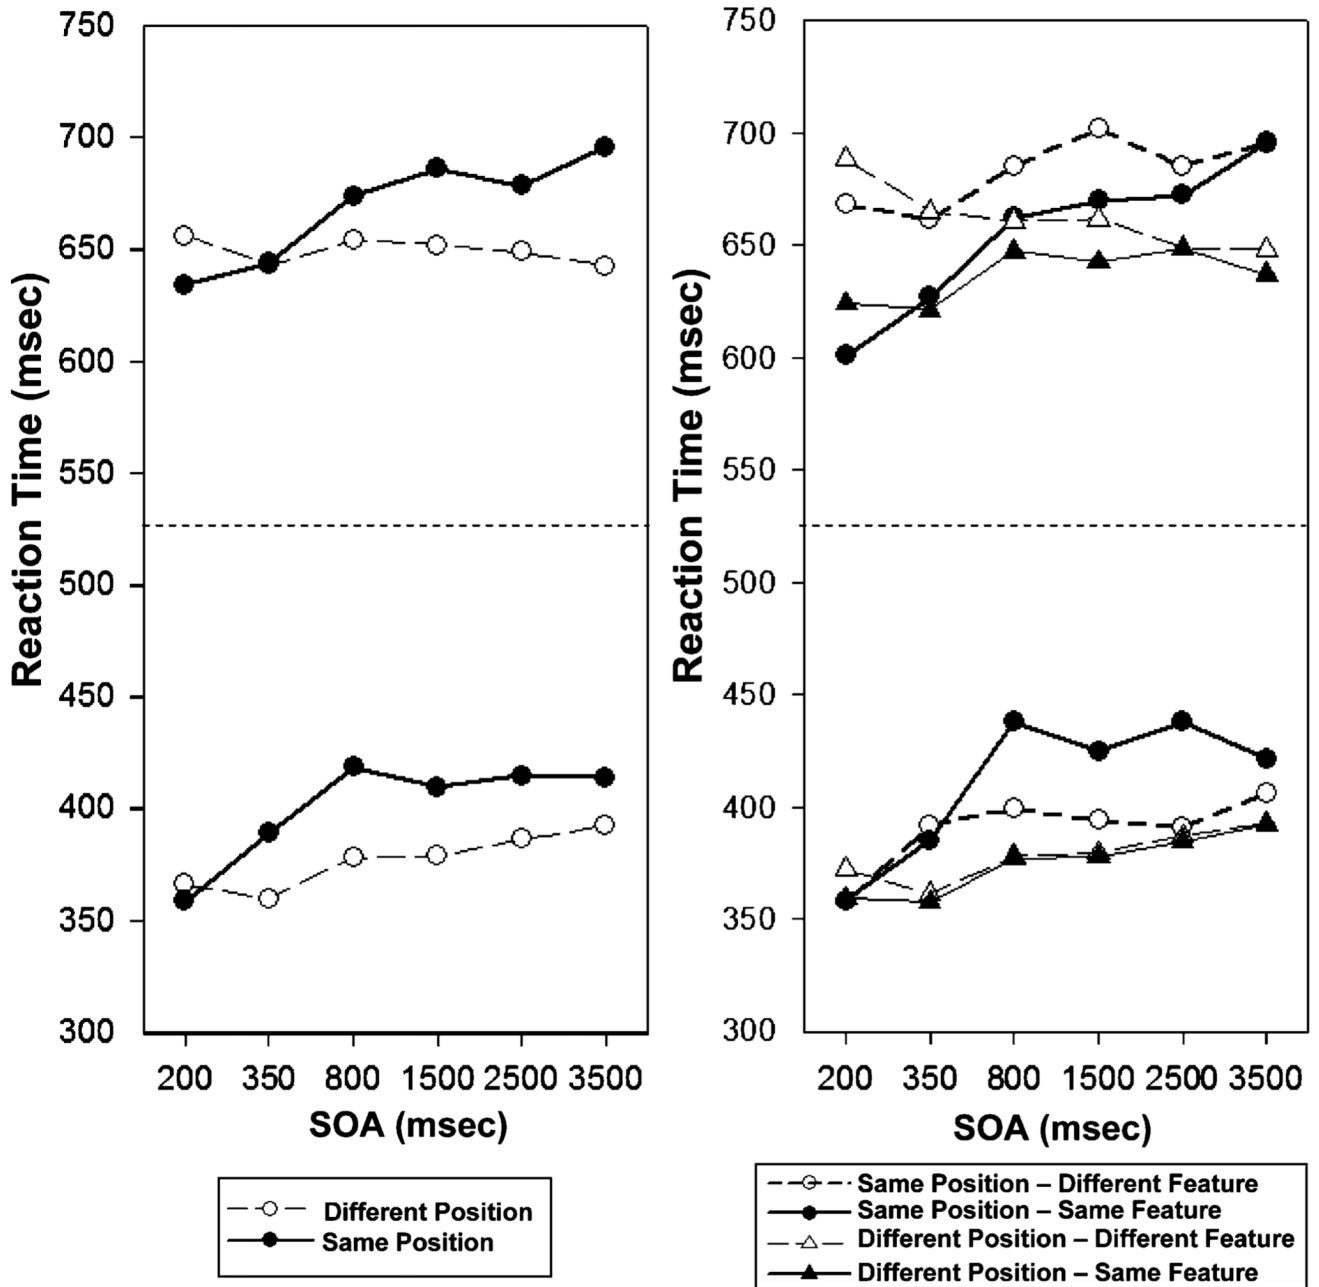 750
700
650
600
550
500
450
400
350
300
Reaction Time (msec)
200 350 800 1500 2500 3500
SOA (msec)
Different Position
Same Position
750
700
650
600
550
500
450
400
350
300
Reaction Time (msec)
200 350 800 1500 2500 3500
SOA (msec)
Same Position – Different Feature
Same Position – Same Feature
Different Position – Different Feature
Different Position – Same Feature